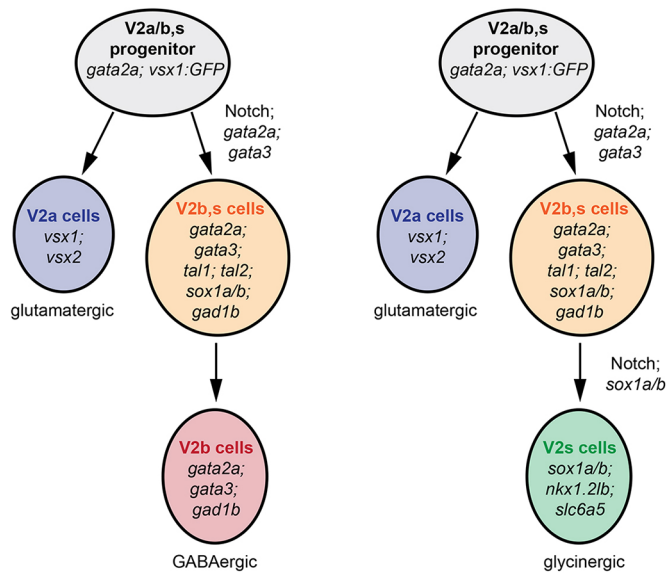 V2a/b,s
progenitor
gata2a; vsx1:GFP
Notch;
gata2a;
gata3
V2a cells
vsx1;
vsx2
glutamatergic
V2b,s cells
gata2a;
gata3;
tal1; tal2;
sox1a/b;
gad1b
V2b cells
gata2a;
gata3;
gad1b
GABAergic
V2a/b,s
progenitor
gata2a; vsx1:GFP
Notch;
gata2a;
gata3
V2a cells
vsx1;
vsx2
glutamatergic
V2b,s cells
gata2a;
gata3;
tal1; tal2;
sox1a/b;
gad1b
Notch;
sox1a/b
V2s cells
sox1a/b;
nkx1.2lb;
slc6a5
glycinergic